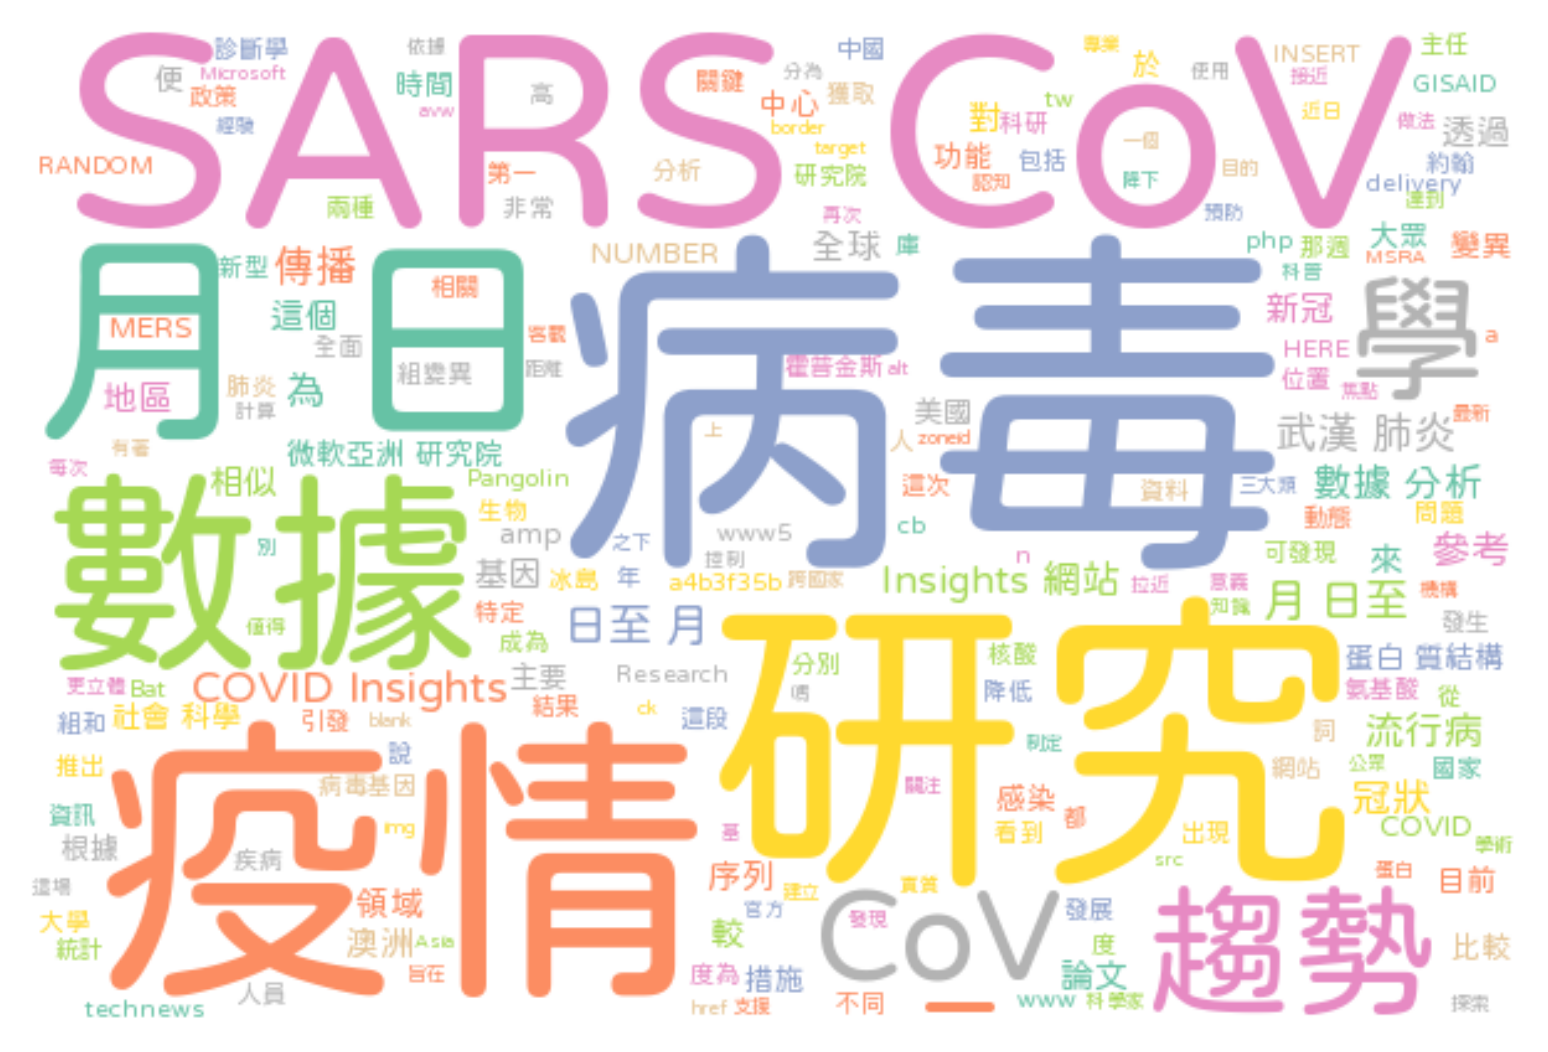 SARS CoV
診斷學
依據
中國
專業
主任
便
Microsoft
時間
關鍵
分為
於
使用
INSERT
接近
GISAID
政策
avw
高
中心
獲取
tw
近日
做法
透過
經驗
border
對
科研
一個
RANDOM
第一
分析
target
研究院
功能
包括
目的
約翰
認知
降下
delivery
達到
兩種
非常
再次
預防
月 日
病毒
新型
傳播
NUMBER
全球
庫
php
那週
大眾
MSRA
變異
科普
相關
這個
MERS
全面
客觀
新冠
學
a
組變異
距離
霍普金斯
alt
HERE
位置
焦點
地區
肺炎
計算
為
美國
最新
上
人
zoneid
武漢 肺炎
有著
微軟亞洲 研究院
每次
相似
Pangolin
這次
資料
三大類
數據 分析
數據
生物
動態
問題
amp
www5
cb
別
之下
控制
n
可發現
來
參考
基因
冰島
年
a4b3f35b
跨國家
Insights 網站
拉近
意義
機構
特定
知識
月 日至
值得
成為
日至 月
研究
發生
核酸
蛋白 質結構
分別
更立體
Bat
COVID Insights
主要
Research
降低
氨基酸
從
組和
社會 科學
引發
blank
結果
ck
這段
詞
流行病
制定
疫情
說
推出
網站
公眾
國家
病毒基因
關注
感染
冠狀
資訊
img
都
COVID
根據
基
看到
出現
學術
疾病
src
這場
序列
建立
實質
蛋白
目前
領域
官方
CoV
發現
發展
趨勢
大學
統計
澳洲
Asia
較
度
比較
旨在
度為
措施
論文
人員
technews
href
支援
不同
www
科學家
探索